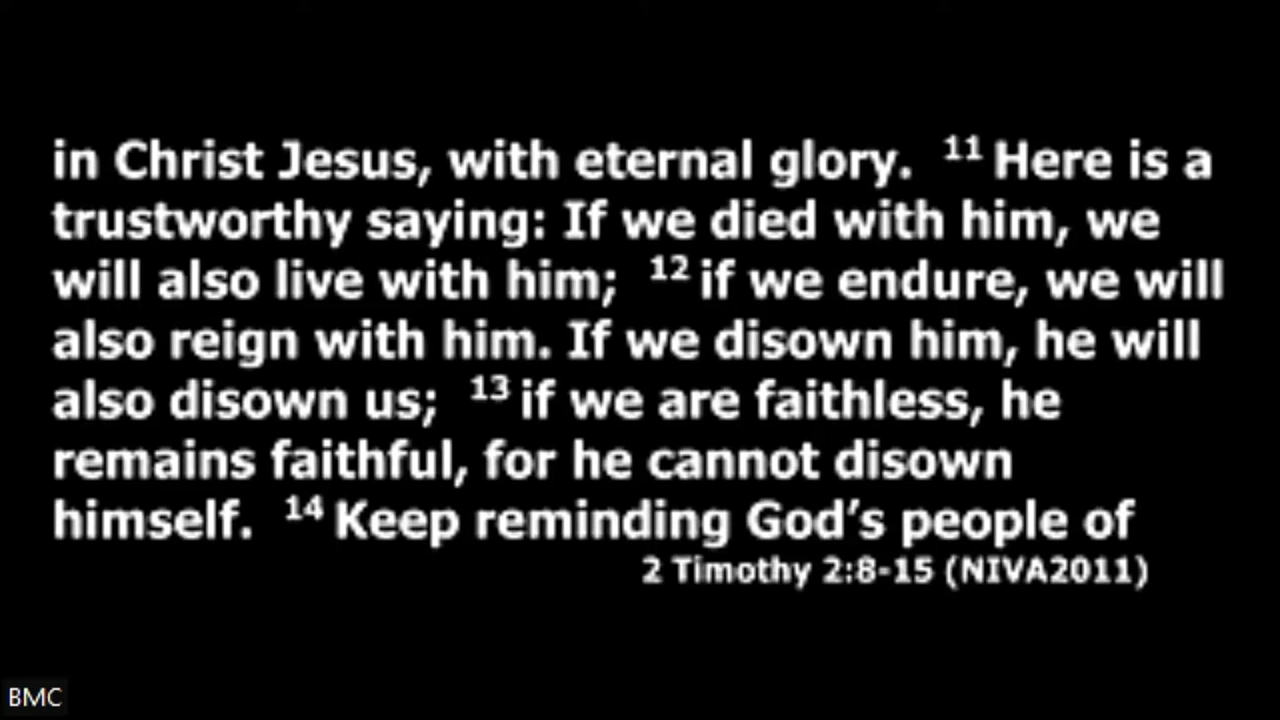 in Christ Jesus, with eternal glory. 11 Here is a
trustworthy saying: If we died with him, we
will also live with him; 12 if we endure, we will
also reign with him. If we disown him, he will
also disown us; 13 if we are faithless, he
remains faithful, for he cannot disown
himself. 14 Keep reminding God’s people of
2 Timothy 2:8-15 (NIVA2011)
BMC